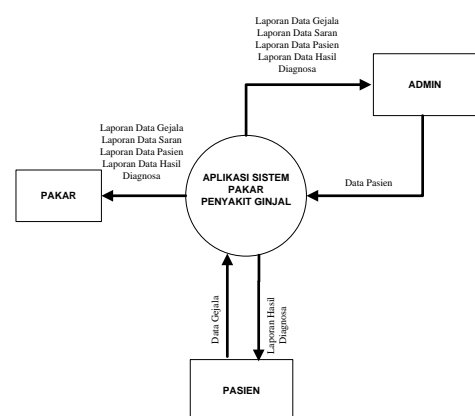 Laporan Data Gejala
Laporan Data Saran
Laporan Data Pasien
Laporan Data Hasil
Diagnosa
ADMIN
Laporan Data Gejala
Laporan Data Saran
Laporan Data Pasien
Laporan Data Hasil
Diagnosa
PAKAR
APLIKASI SISTEM
PAKAR
PENYAKIT GINJAL
Data Pasien
Data Gejala
Laporan Hasil
Diagnosa
PASIEN